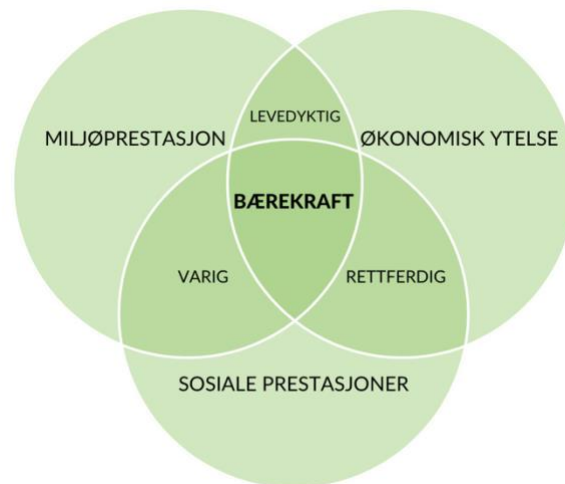 LEVEDYKTIG
MILJØPRESTASJON
ØKONOMISK YTELSE
BÆREKRAFT
VARIG
RETTFERDIG
SOSIALE PRESTASJONER